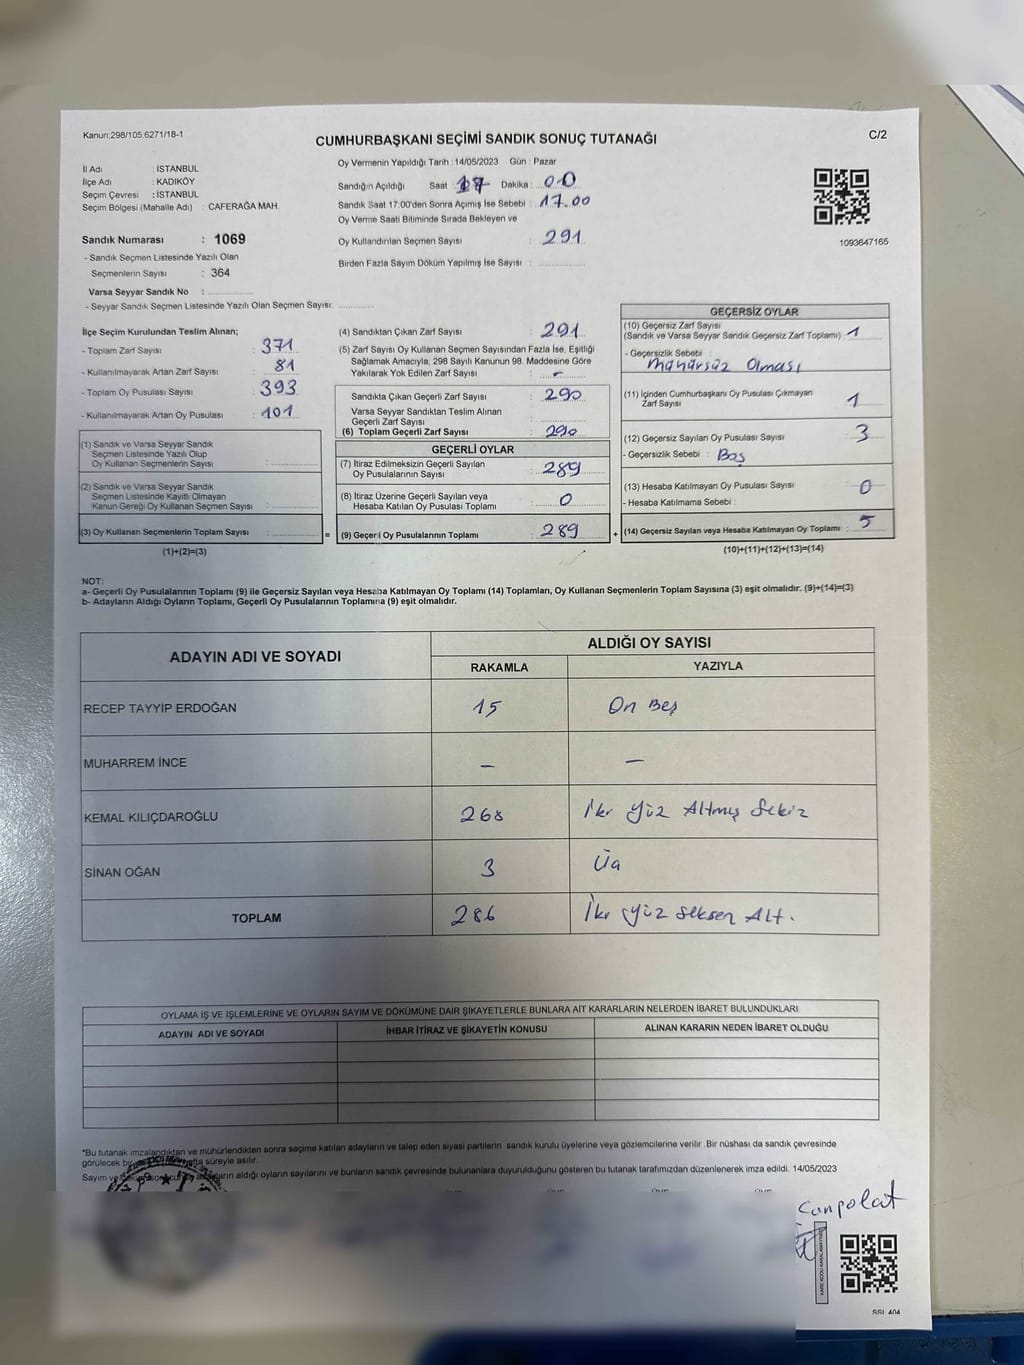 Kanun;298/105;6271/18-1
CUMHURBAŞKANI SEÇİMİ SANDIK SONUÇ TUTANAĞI
C/2
İl Adı : İSTANBUL
İlçe Adı : KADIKÖY
Seçim Çevresi : İSTANBUL
Seçim Bölgesi (Mahalle Adı) : CAFERAĞA MAH.
Sandık Numarası : 1069
- Sandık Seçmen Listesinde Yazılı Olan
Seçmenlerin Sayısı : 364
Varsa Seyyar Sandık No :
- Seyyar Sandık Seçmen Listesinde Yazılı Olan Seçmen Sayısı:
Oy Vermenin Yapıldığı Tarih : 14/05/2023 Gün : Pazar
Sandığın Açıldığı Saat 17 Dakika : 00
Sandık Saat 17:00'den Sonra Açımış İse Sebebi : 17.00
Oy Verme Saati Bitiminde Sırada Bekleyen ve
Oy Kullandırılan Seçmen Sayısı : 291
Birden Fazla Sayım Döküm Yapılmış İse Sayısı :
1093647165
İlçe Seçim Kurulundan Teslim Alınan;
- Toplam Zarf Sayısı : 371
- Kullanılmayarak Artan Zarf Sayısı : 81
- Toplam Oy Pusulası Sayısı : 393
- Kullanılmayarak Artan Oy Pusulası : 101
(1) Sandık ve Varsa Seyyar Sandık
Seçmen Listesinde Yazılı Olup
Oy Kullanan Seçmenlerin Sayısı :
(2) Sandık ve Varsa Seyyar Sandık
Seçmen Listesinde Kayıtlı Olmayan
Kanun Gereği Oy Kullanan Seçmen Sayısı :
(3) Oy Kullanan Seçmenlerin Toplam Sayısı :
(1)+(2)=(3)
(4) Sandıktan Çıkan Zarf Sayısı : 291
(5) Zarf Sayısı Oy Kullanan Seçmen Sayısından Fazla İse, Eşitliği
Sağlamak Amacıyla; 298 Sayılı Kanunun 98. Maddesine Göre
Yakılarak Yok Edilen Zarf Sayısı : -
Sandıkta Çıkan Geçerli Zarf Sayısı : 290
Varsa Seyyar Sandıktan Teslim Alınan
Geçerli Zarf Sayısı :
(6) Toplam Geçerli Zarf Sayısı : 290
GEÇERLİ OYLAR
(7) İtiraz Edilmeksizin Geçerli Sayılan
Oy Pusulalarının Sayısı : 289
(8) İtiraz Üzerine Geçerli Sayılan veya
Hesaba Katılan Oy Pusulası Toplamı : 0
= (9) Geçerli Oy Pusulalarının Toplamı : 289 +
GEÇERSİZ OYLAR
(10) Geçersiz Zarf Sayısı
(Sandık ve Varsa Seyyar Sandık Geçersiz Zarf Toplamı) : 1
- Geçersizlik Sebebi :
mühürsüz Olması
(11) İçinden Cumhurbaşkanı Oy Pusulası Çıkmayan
Zarf Sayısı : 1
(12) Geçersiz Sayılan Oy Pusulası Sayısı : 3
- Geçersizlik Sebebi : Boş
(13) Hesaba Katılmayan Oy Pusulası Sayısı : 0
- Hesaba Katılmama Sebebi :
(14) Geçersiz Sayılan veya Hesaba Katılmayan Oy Toplamı : 5
(10)+(11)+(12)+(13)=(14)
NOT:
a- Geçerli Oy Pusulalarının Toplamı (9) ile Geçersiz Sayılan veya Hesaba Katılmayan Oy Toplamı (14) Toplamları, Oy Kullanan Seçmenlerin Toplam Sayısına (3) eşit olmalıdır. (9)+(14)=(3)
b- Adayların Aldığı Oyların Toplamı, Geçerli Oy Pusulalarının Toplamına (9) eşit olmalıdır.
ADAYIN ADI VE SOYADI ALDIĞI OY SAYISI
RAKAMLA YAZIYLA
RECEP TAYYİP ERDOĞAN 15 On Beş
MUHARREM İNCE - -
KEMAL KILIÇDAROĞLU 268 İki Yüz Altmış Sekiz
SİNAN OĞAN 3 Üç
TOPLAM 286 İki Yüz Seksen Altı
OYLAMA İŞ VE İŞLEMLERİNE VE OYLARIN SAYIM VE DÖKÜMÜNE DAİR ŞİKAYETLERLE BUNLARA AİT KARARLARIN NELERDEN İBARET BULUNDUKLARI
ADAYIN ADI VE SOYADI İHBAR İTİRAZ VE ŞİKAYETİN KONUSU ALINAN KARARIN NEDEN İBARET OLDUĞU
*Bu tutanak imzalandıktan ve mühürlendikten sonra seçime katılan adayların ve talep eden siyasi partilerin sandık kurulu üyelerine veya gözlemcilerine verilir. Bir nüshası da sandık çevresinde
görülecek bir hafta süreyle asılır.
Sayım ve aldığı oyların sayılarını ve bunların sandık çevresinde bulunanlara duyurulduğunu gösteren bu tutanak tarafımızdan düzenlenerek imza edildi. 14/05/2023
Canpolat
SSL 404